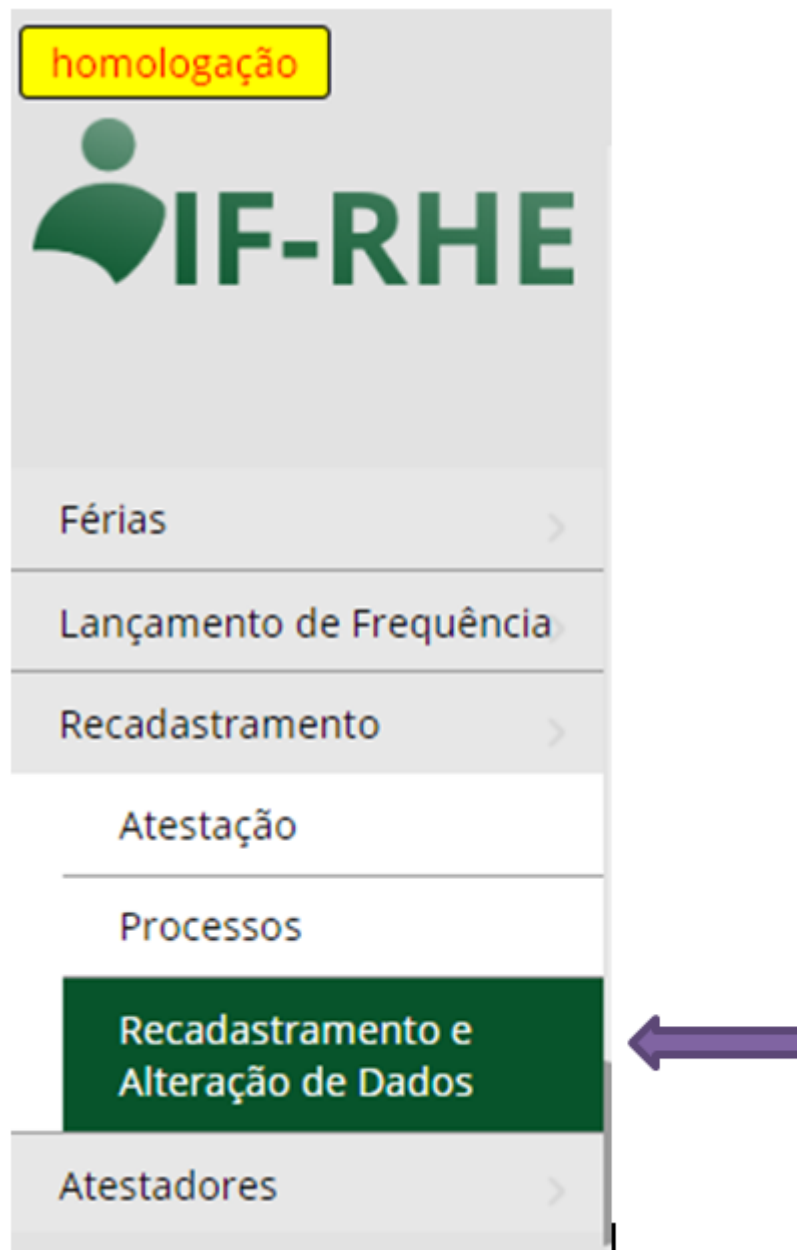 homologação
IF-RHE
Férias
Lançamento de Frequência
Recadastramento
Atestação
Processos
Recadastramento e
Alteração de Dados
Atestadores